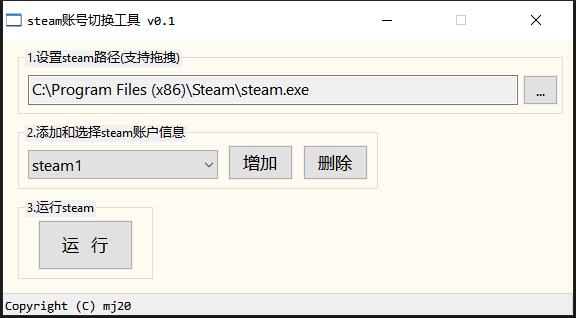 steam账号切换工具 v0.1
1.设置steam路径(支持拖拽)
C:\Program Files (x86)\Steam\steam.exe
...
2.添加和选择steam账户信息
steam1
增加
删除
3.运行steam
运 行
Copyright (C) mj20